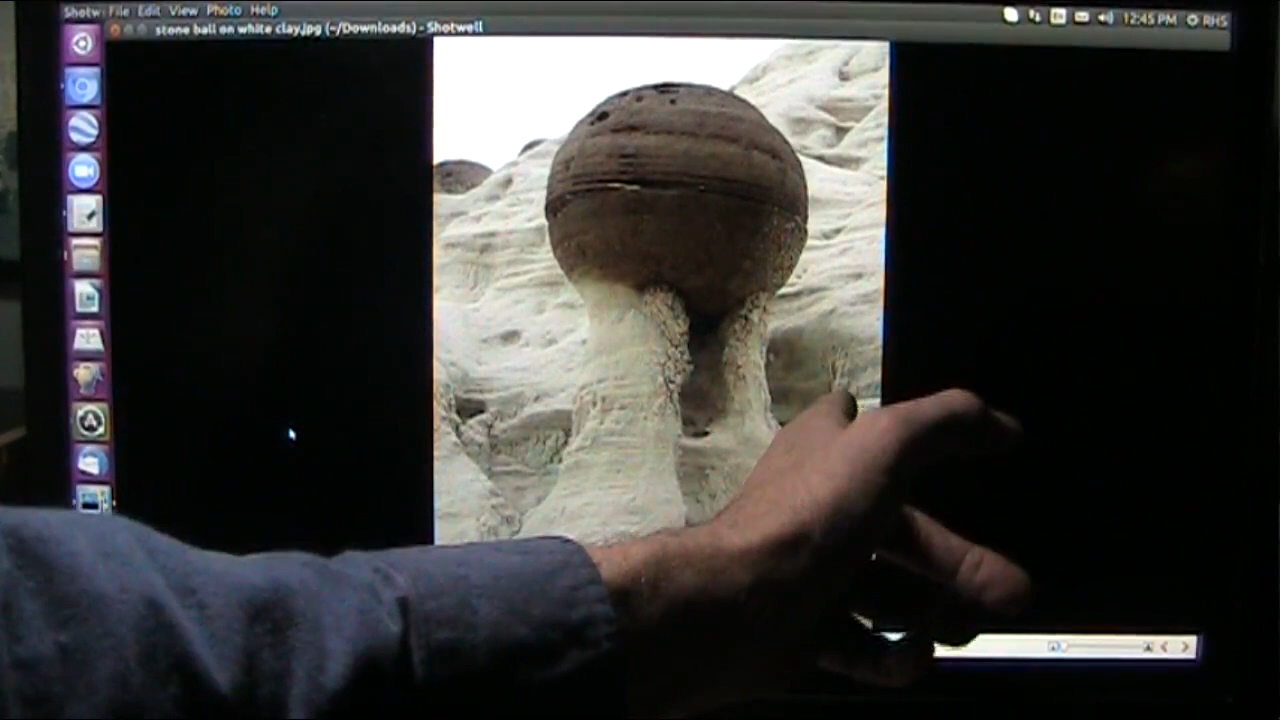 Shotw File Edit View Photo Help
12:45 PM RHS
stone ball on white clay.jpg (~/Downloads) - Shotwell